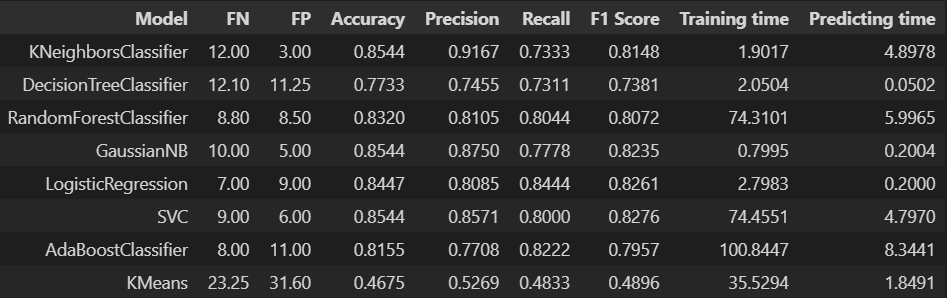 Model FN FP Accuracy Precision Recall F1 Score Training time Predicting time
KNeighborsClassifier 12.00 3.00 0.8544 0.9167 0.7333 0.8148 1.9017 4.8978
DecisionTreeClassifier 12.10 11.25 0.7733 0.7455 0.7311 0.7381 2.0504 0.0502
RandomForestClassifier 8.80 8.50 0.8320 0.8105 0.8044 0.8072 74.3101 5.9965
GaussianNB 10.00 5.00 0.8544 0.8750 0.7778 0.8235 0.7995 0.2004
LogisticRegression 7.00 9.00 0.8447 0.8085 0.8444 0.8261 2.7983 0.2000
SVC 9.00 6.00 0.8544 0.8571 0.8000 0.8276 74.4551 4.7970
AdaBoostClassifier 8.00 11.00 0.8155 0.7708 0.8222 0.7957 100.8447 8.3441
KMeans 23.25 31.60 0.4675 0.5269 0.4833 0.4896 35.5294 1.8491